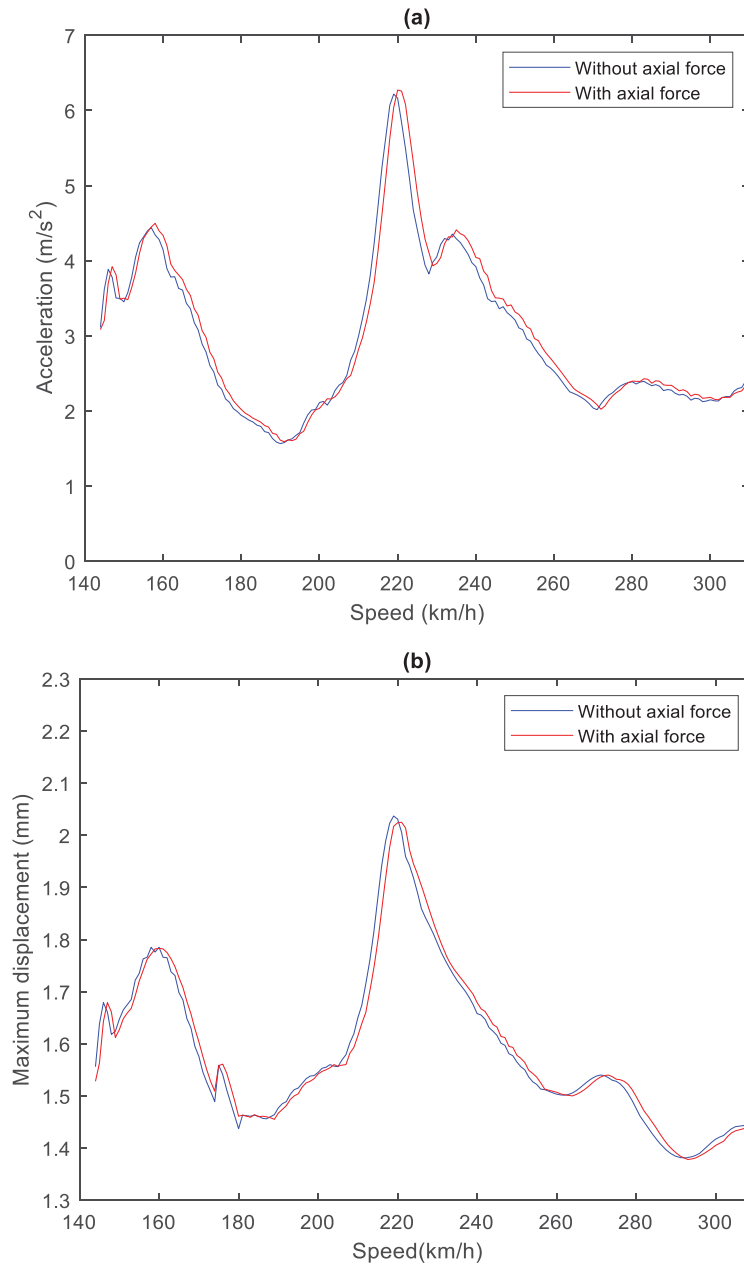 (a)
7
6
5
4
3
2
1
0
Acceleration (m/s²)
Without axial force
With axial force
140 160 180 200 220 240 260 280 300
Speed (km/h)
(b)
2.3
2.2
2.1
2
1.9
1.8
1.7
1.6
1.5
1.4
1.3
Maximum displacement (mm)
Without axial force
With axial force
140 160 180 200 220 240 260 280 300
Speed(km/h)